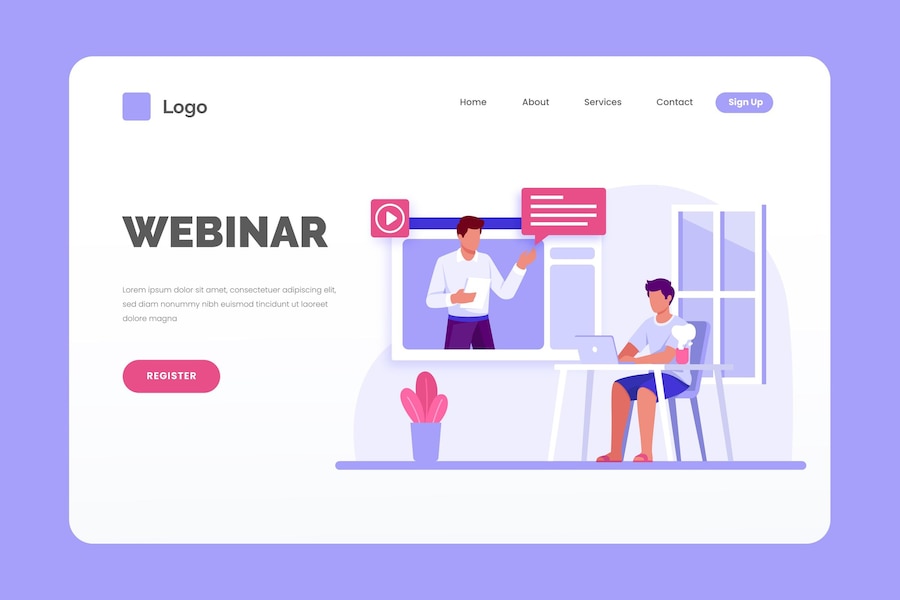 Logo
Home About Services Contact Sign Up
WEBINAR
Lorem ipsum dolor sit amet, consectetuer adipiscing elit,
sed diam nonummy nibh euismod tincidunt ut laoreet
dolore magna
REGISTER